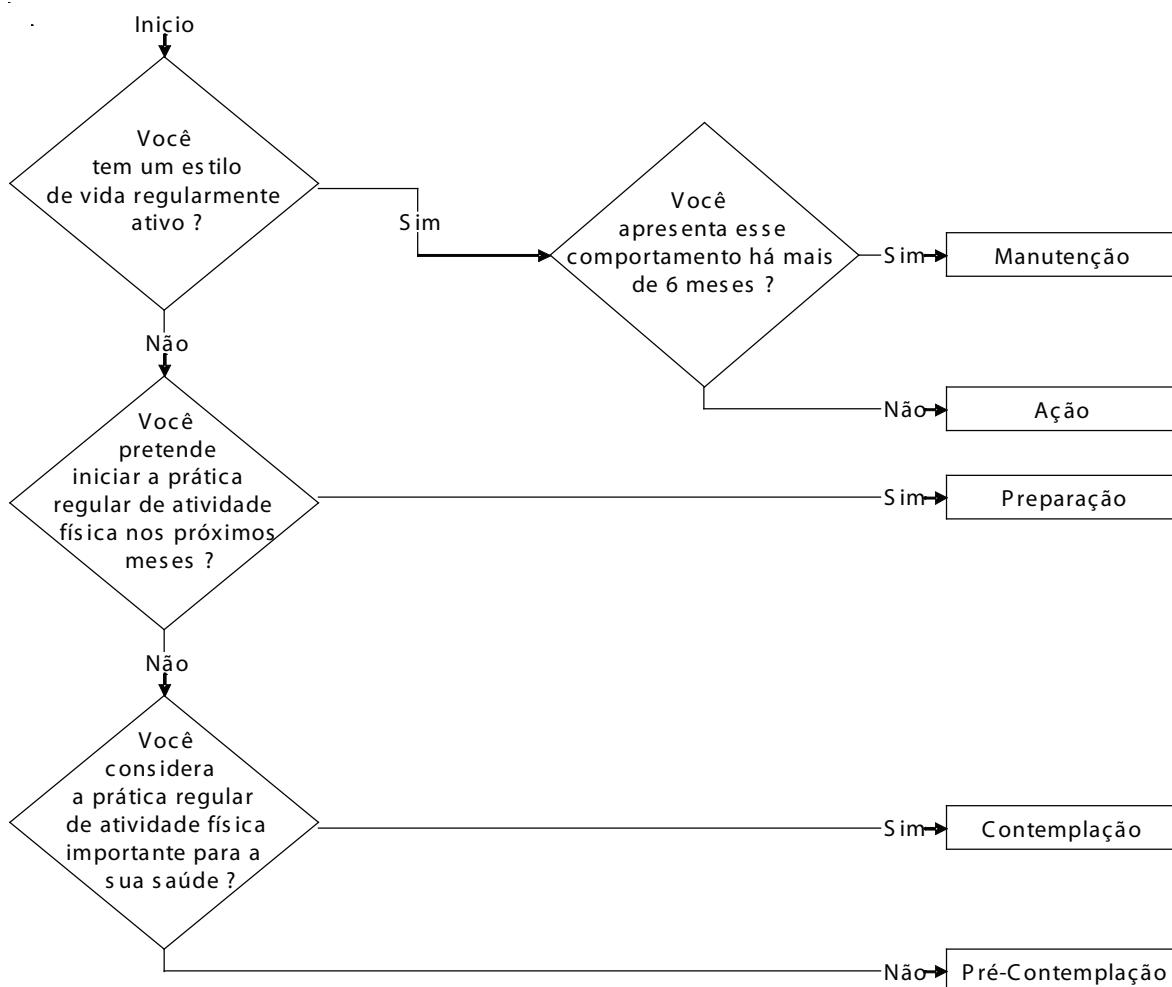 Inicio
Você
tem um estilo
de vida regularmente
ativo ?
Sim
Você
apresenta esse
comportamento há mais
de 6 meses ?
Sim
Manutenção
Não
Ação
Não
Você
pretende
iniciar a prática
regular de atividade
física nos próximos
meses ?
Sim
Preparação
Não
Você
considera
a prática regular
de atividade física
importante para a
sua saúde ?
Sim
Contemplação
Não
Pré-Contemplação